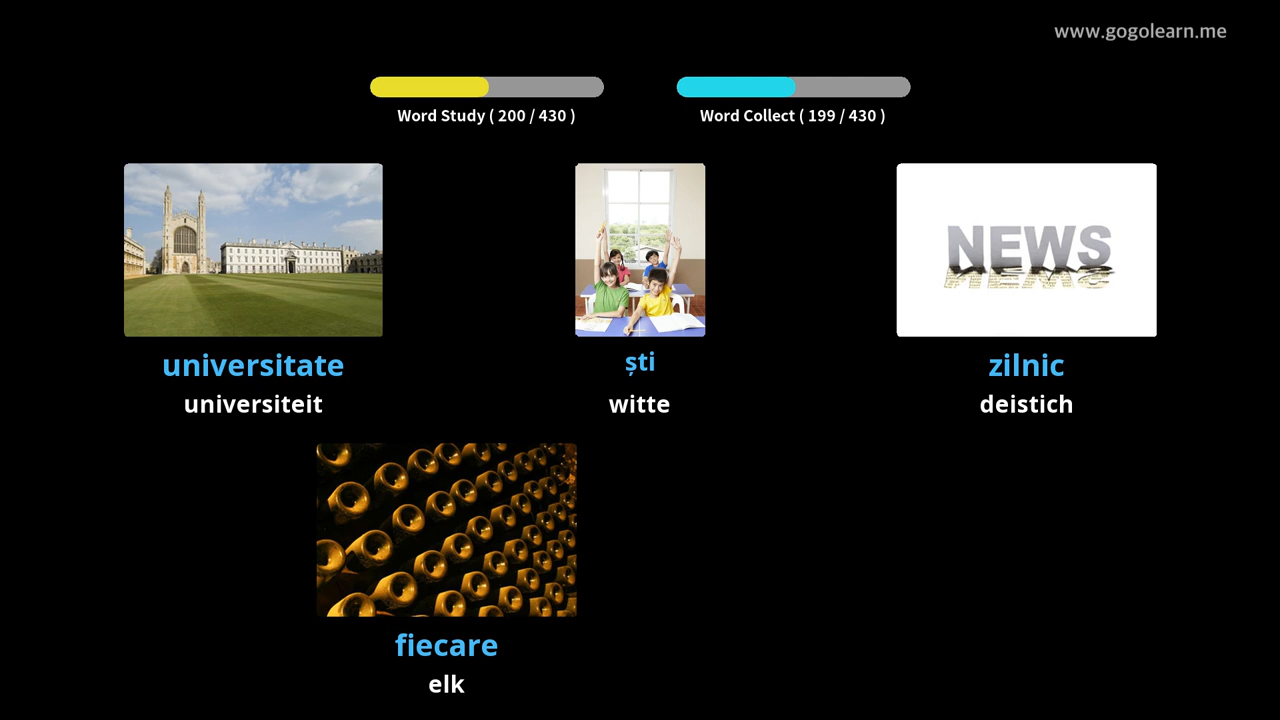 www.gogolearn.me
Word Study ( 200 / 430 )
Word Collect ( 199 / 430 )
NEWS
universitate
universiteit
ști
witte
zilnic
deistich
fiecare
elk